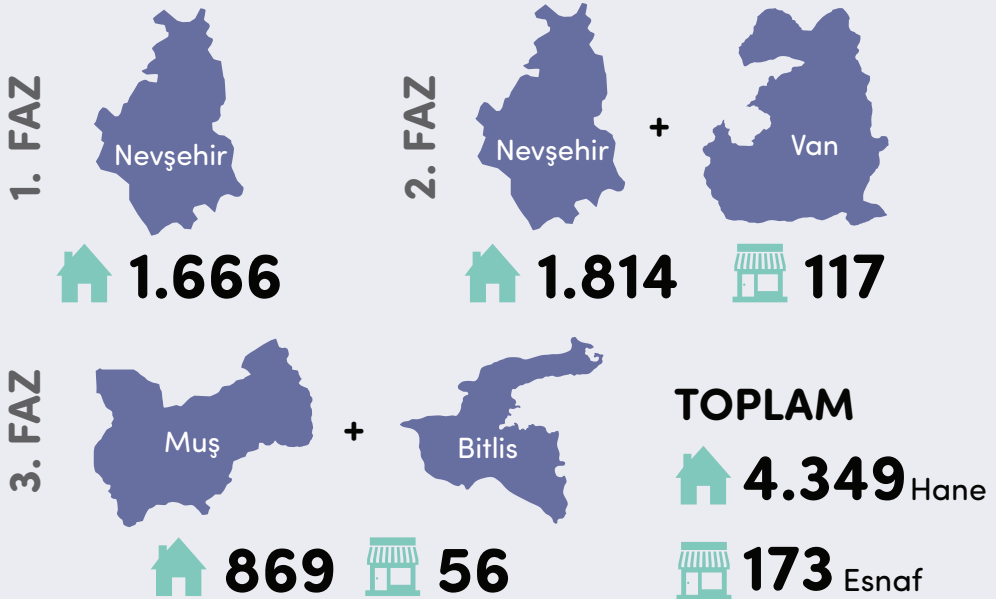 1. FAZ
Nevşehir
1.666
2. FAZ
Nevşehir
+
Van
1.814
117
3. FAZ
Muş
+
Bitlis
869
56
TOPLAM
4.349 Hane
173 Esnaf